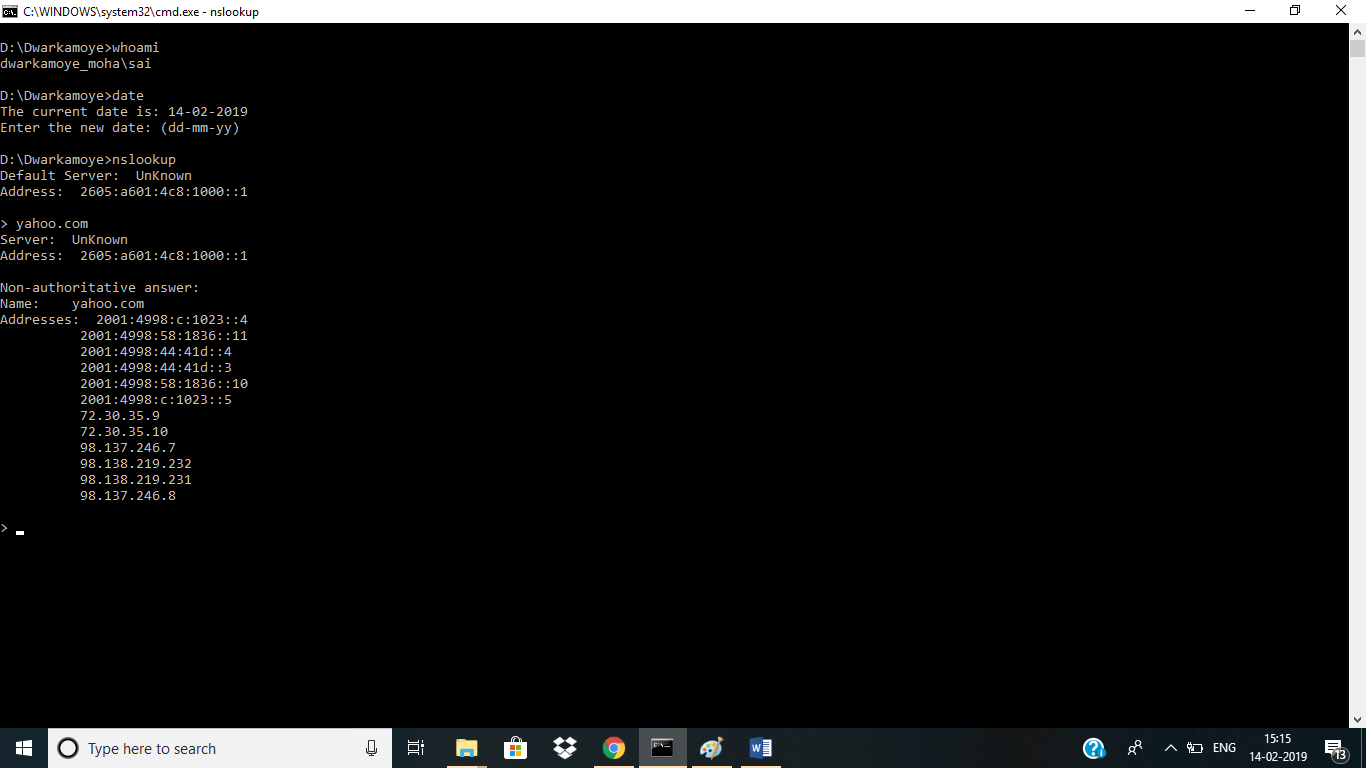 C:\WINDOWS\system32\cmd.exe - nslookup
D:\Dwarkamoye>whoami
dwarkamoye_moha\sai
D:\Dwarkamoye>date
The current date is: 14-02-2019
Enter the new date: (dd-mm-yy)
D:\Dwarkamoye>nslookup
Default Server:  UnKnown
Address:  2605:a601:4c8:1000::1
> yahoo.com
Server:  UnKnown
Address:  2605:a601:4c8:1000::1
Non-authoritative answer:
Name:    yahoo.com
Addresses:  2001:4998:c:1023::4
2001:4998:58:1836::11
2001:4998:44:41d::4
2001:4998:44:41d::3
2001:4998:58:1836::10
2001:4998:c:1023::5
72.30.35.9
72.30.35.10
98.137.246.7
98.138.219.232
98.138.219.231
98.137.246.8
>
Type here to search
ENG
15:15
14-02-2019
13